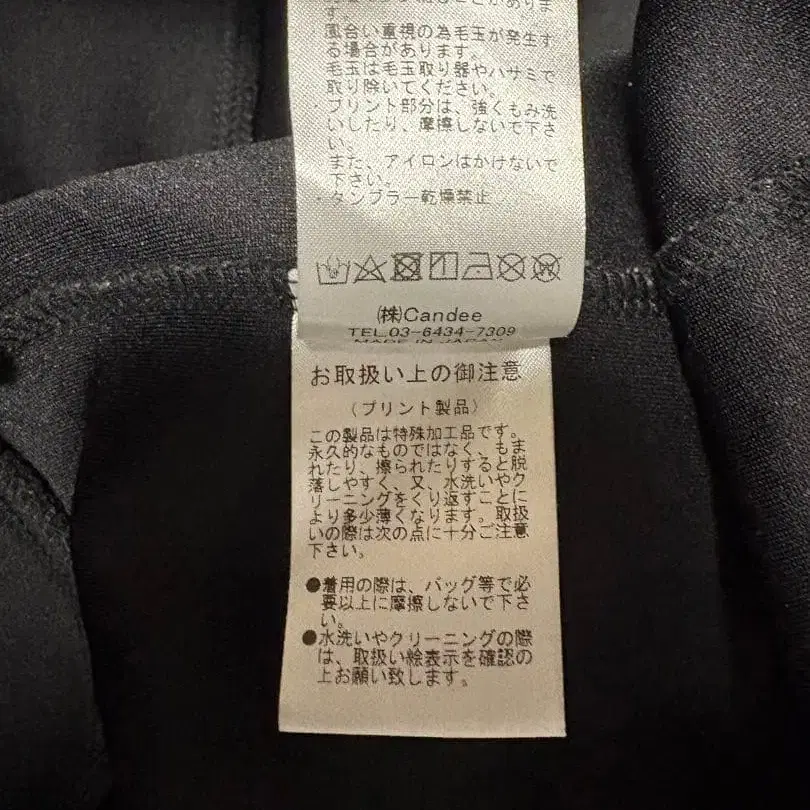 す。
・風合い重視の為毛玉が発生す
る場合があります。
毛玉は毛玉取り器やハサミで
取り除いてください。
・プリント部分は、強くもみ洗
いしたり、摩擦しないで下さ
い。
また、アイロンはかけないで
下さい。
・タンブラー乾燥禁止
㈱Candee
TEL.03-6434-7309
MADE IN JAPAN
お取扱い上の御注意
(プリント製品)
この製品は特殊加工品です。
永久的なものではなく、もま
れたり、擦られたりすると脱
落しやすく、又、水洗いやク
リーニングをくり返すことに
より多少薄くなります。取扱
いの際は次の点に十分ご注意
下さい。
●着用の際は、バッグ等で必
要以上に摩擦しないで下さ
い。
●水洗いやクリーニングの際
は、取扱い絵表示を確認の
上お願い致します。